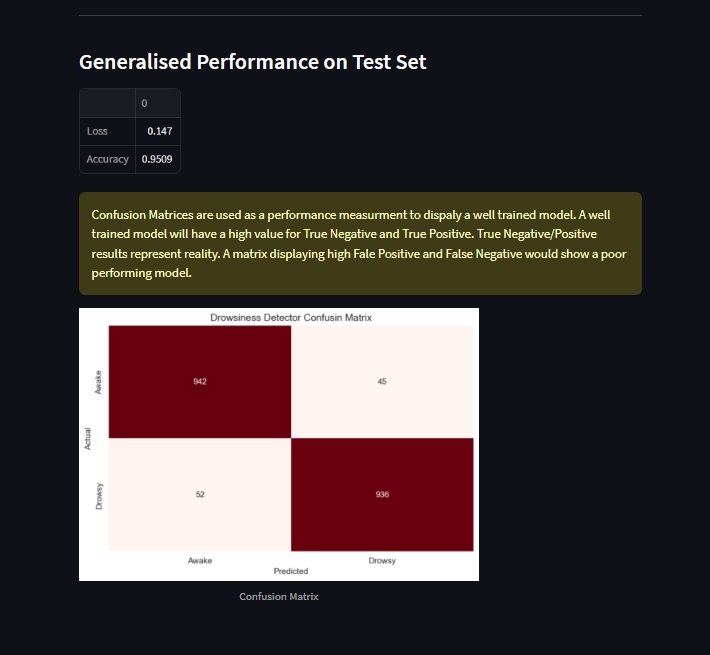 Generalised Performance on Test Set
0
Loss 0.147
Accuracy 0.9509
Confusion Matrices are used as a performance measurment to dispaly a well trained model. A well
trained model will have a high value for True Negative and True Positive. True Negative/Positive
results represent reality. A matrix displaying high Fale Positive and False Negative would show a poor
performing model.
Drowsiness Detector Confusin Matrix
Awake
942
45
Actual
Drowsy
52
936
Awake
Drowsy
Predicted
Confusion Matrix